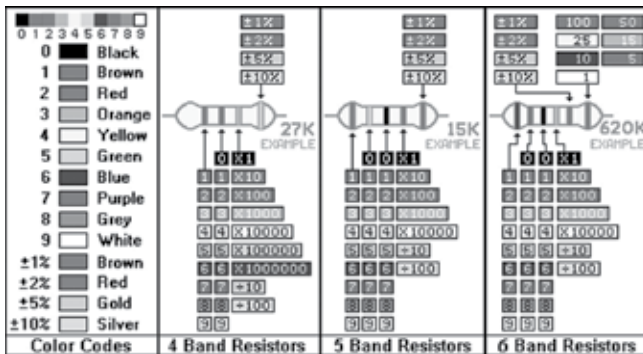 0 1 2 3 4 5 6 7 8 9
0 Black
1 Brown
2 Red
3 Orange
4 Yellow
5 Green
6 Blue
7 Purple
8 Grey
9 White
±1% Brown
±2% Red
±5% Gold
±10% Silver
Color Codes
±1%
±2%
±5%
±10%
27K
EXAMPLE
0 X1
1 1 X10
2 2 X100
3 3 X1000
4 4 X10000
5 5 X100000
6 6 X1000000
7 7 ÷10
8 8 ÷100
9 9
4 Band Resistors
±1%
±2%
±5%
±10%
15K
EXAMPLE
0 0 X1
1 1 1 X10
2 2 2 X100
3 3 3 X1000
4 4 4 X10000
5 5 5 ÷10
6 6 6 ÷100
7 7 7
8 8 8
9 9 9
5 Band Resistors
±1% 100 50
±2% 25 15
±5% 10 5
±10% 1
620K
EXAMPLE
0 0 X1
1 1 1 X10
2 2 2 X100
3 3 3 X1000
4 4 4 X10000
5 5 5 ÷10
6 6 6 ÷100
7 7 7
8 8 8
9 9 9
6 Band Resistors